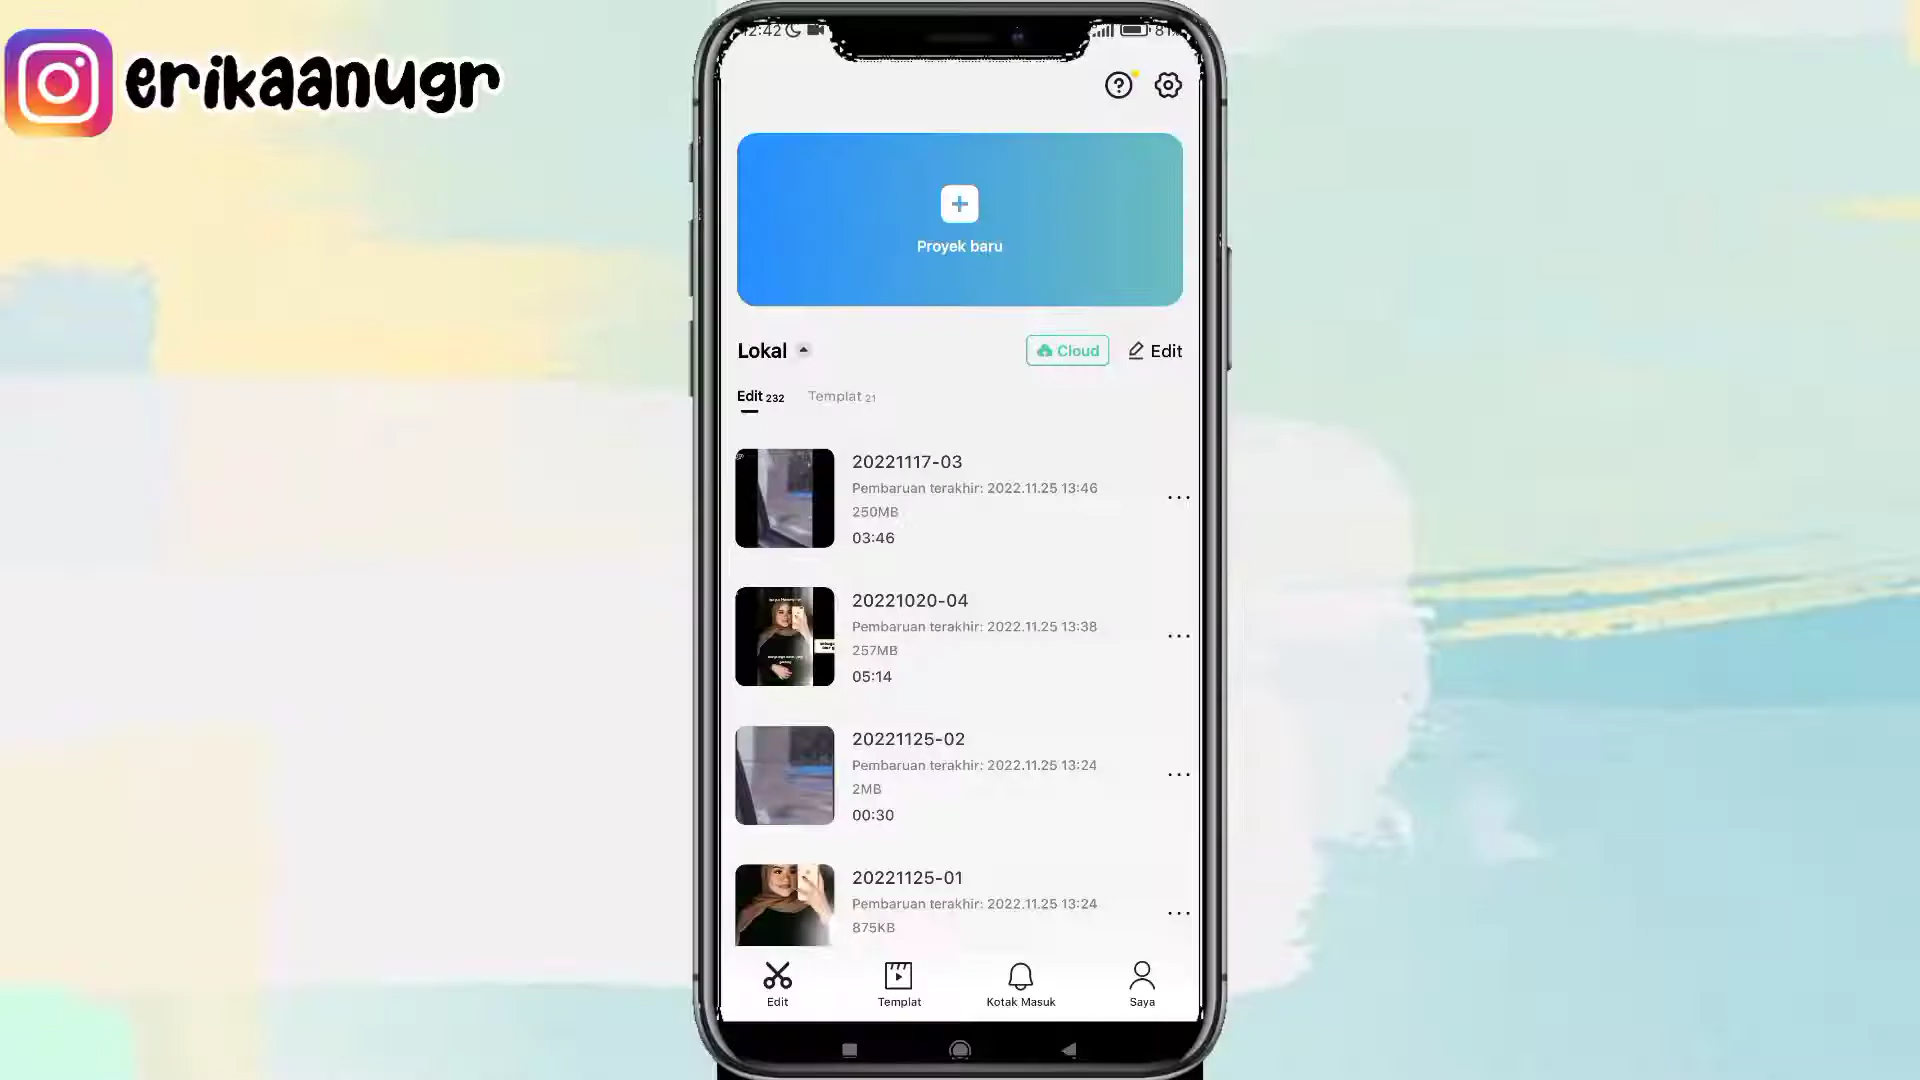 erikaanugr
Proyek baru
Lokal
Cloud
Edit
Edit 232
Templat 21
20221117-03
Pembaruan terakhir: 2022.11.25 13:46
250MB
03:46
20221020-04
Pembaruan terakhir: 2022.11.25 13:38
257MB
05:14
20221125-02
Pembaruan terakhir: 2022.11.25 13:24
2MB
00:30
20221125-01
Pembaruan terakhir: 2022.11.25 13:24
875KB
Edit
Templat
Kotak Masuk
Saya